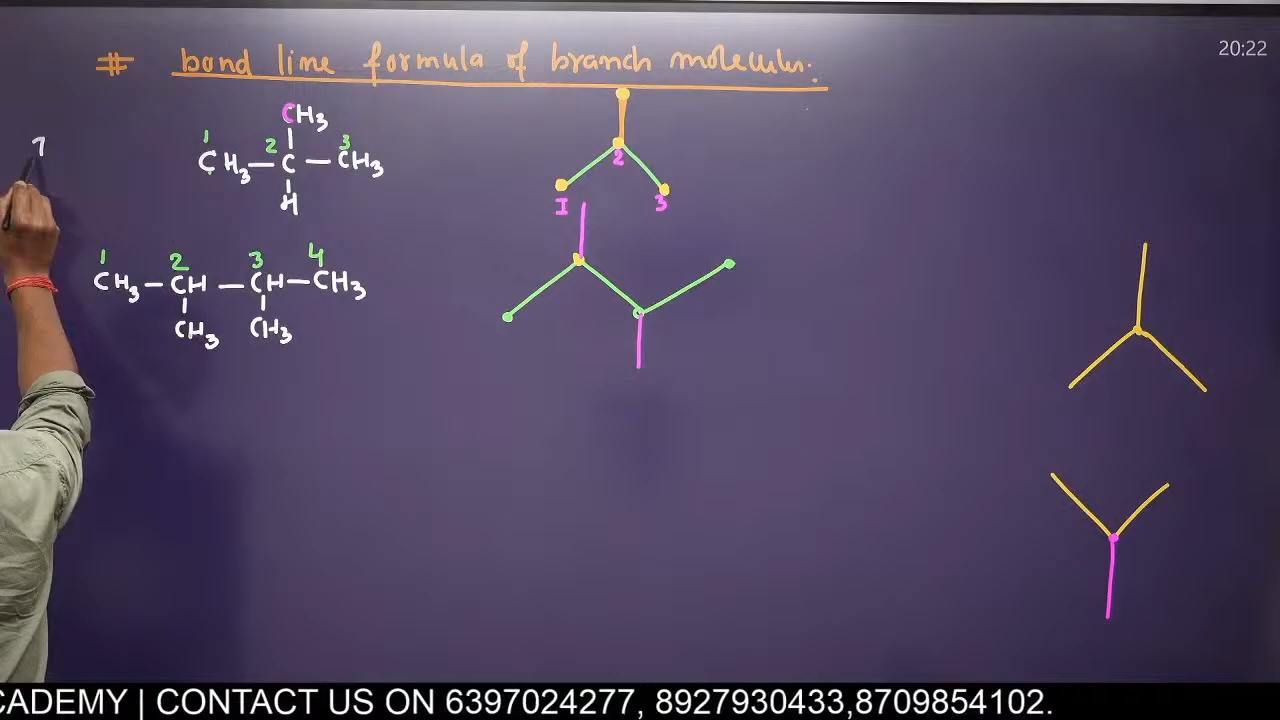 # bond line formula of branch molecules.
20:22
CH3
1 2 3
CH3—C—CH3
H
2
1 3
1 2 3 4
CH3—CH—CH—CH3
CH3 CH3
CADEMY | CONTACT US ON 6397024277, 8927930433,8709854102.